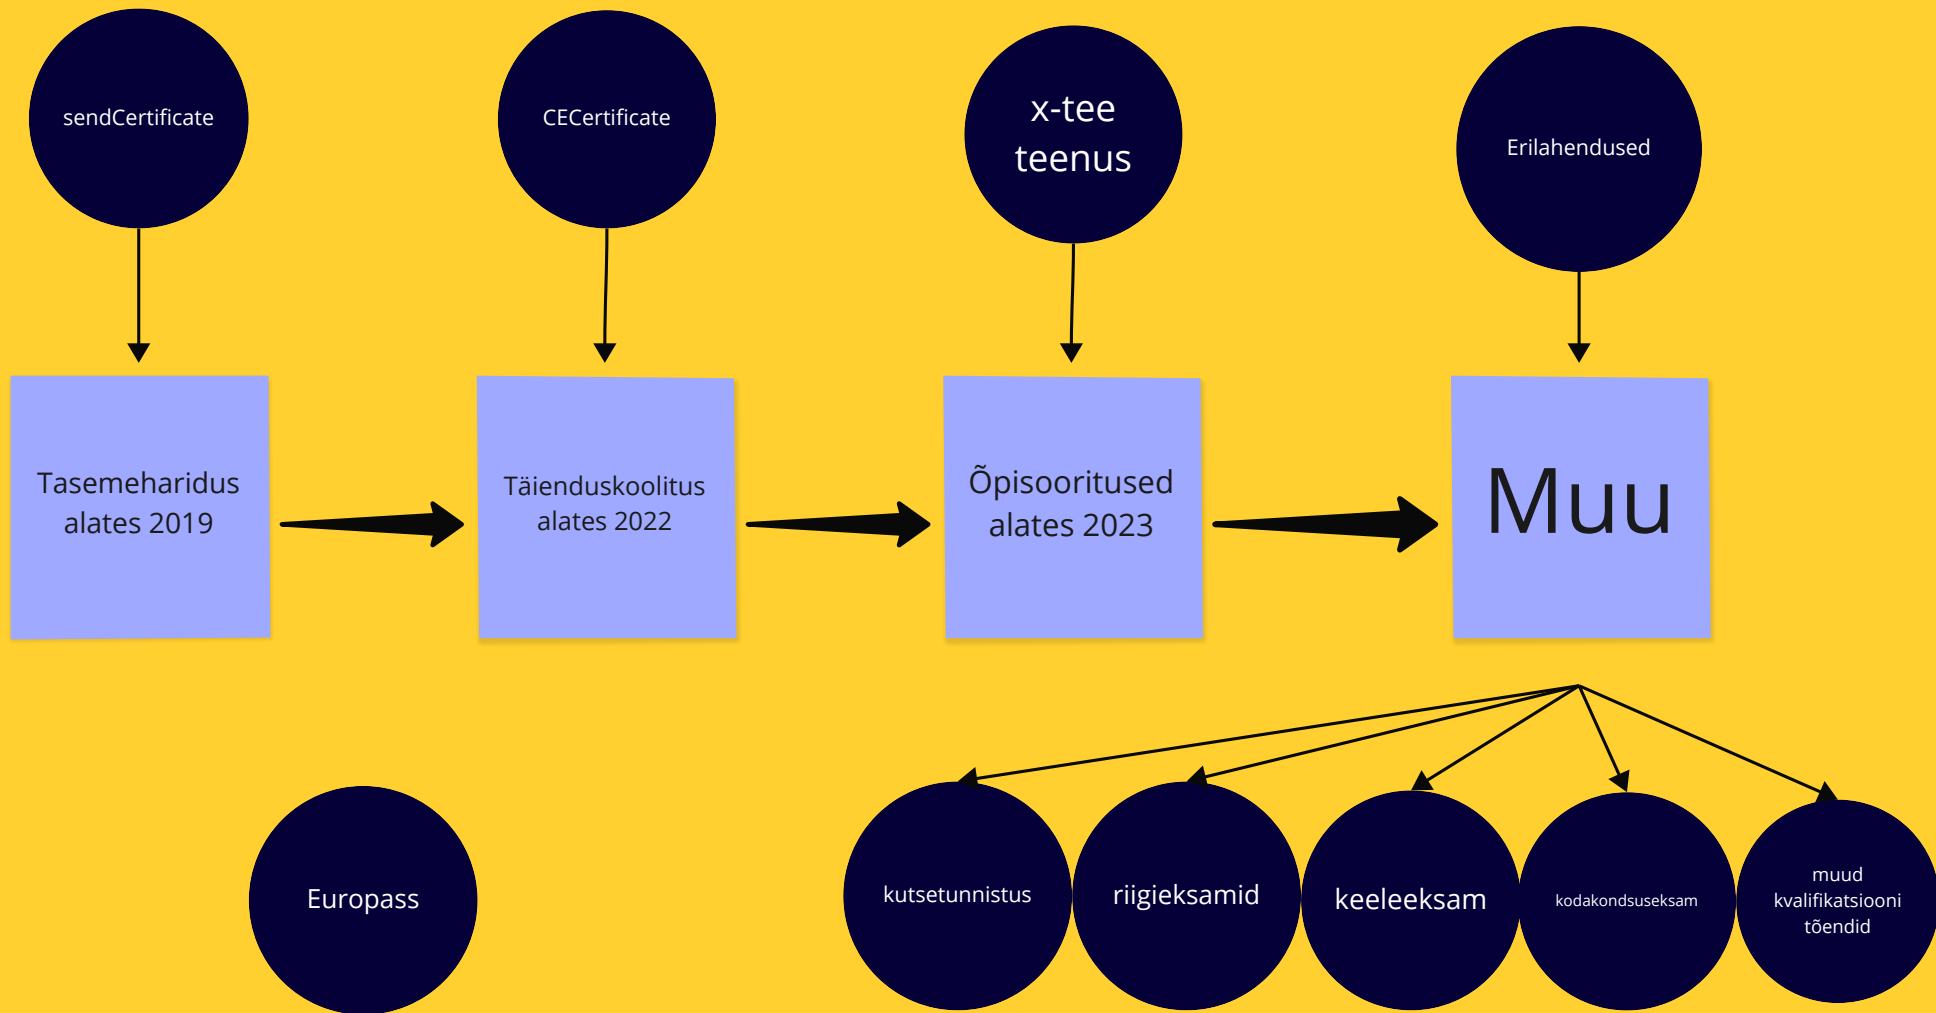 sendCertificate
CECertificate
x-tee
teenus
Erilahendused
Tasemeharidus
alates 2019
Täienduskoolitus
alates 2022
Õpisooritused
alates 2023
Muu
Europass
kutsetunnistus
riigieksamid
keeleeksam
kodakondsuseksam
muud
kvalifikatsiooni
tõendid